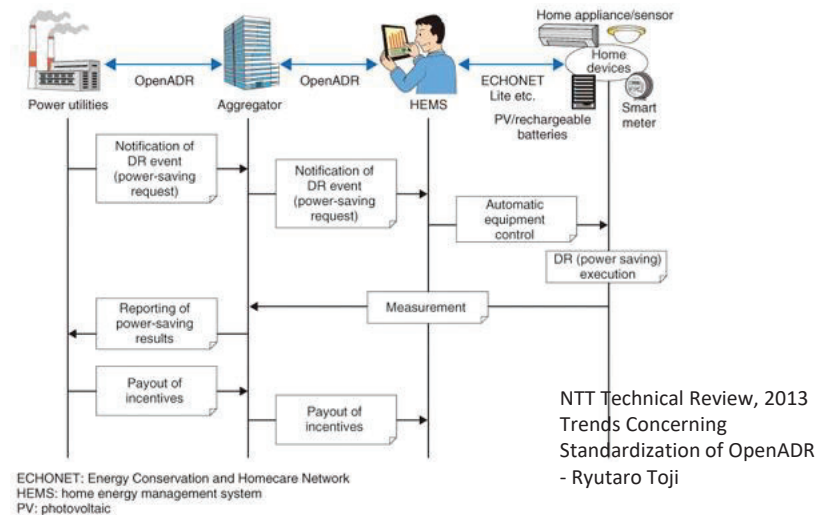 Home appliance/sensor
OpenADR
OpenADR
ECHONET
Lite etc.
Home
devices
Power utilities
Aggregator
HEMS
PV/rechargeable
batteries
Smart
meter
Notification of
DR event
(power-saving
request)
Notification of
DR event
(power-saving
request)
Automatic
equipment
control
DR (power saving)
execution
Measurement
Reporting of
power-saving
results
Payout of
incentives
Payout of
incentives
NTT Technical Review, 2013
Trends Concerning
Standardization of OpenADR
- Ryutaro Toji
ECHONET: Energy Conservation and Homecare Network
HEMS: home energy management system
PV: photovoltaic